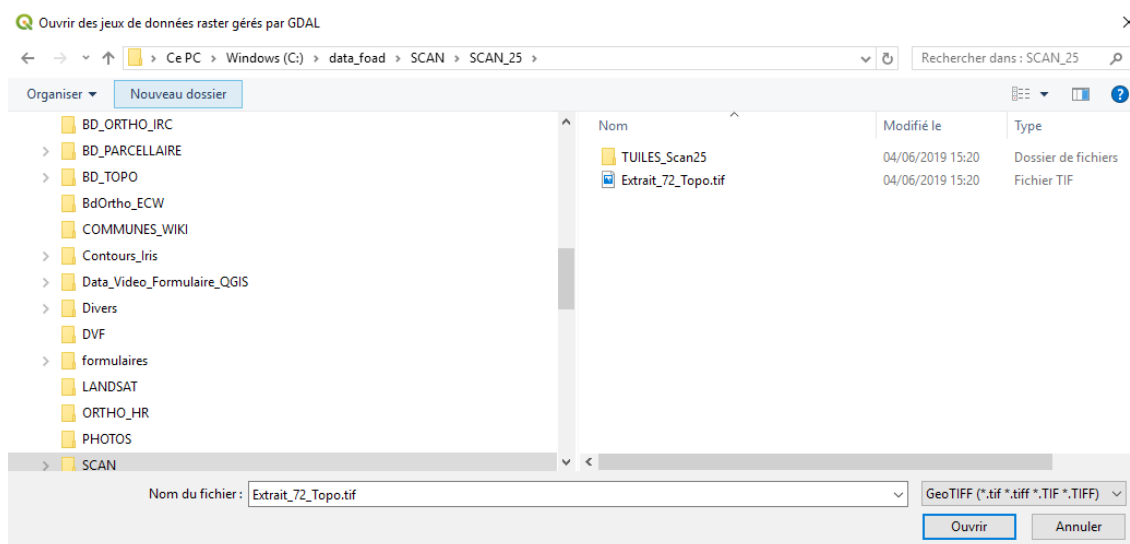 Ouvrir des jeux de données raster gérés par GDAL
Ce PC > Windows (C:) > data_foad > SCAN > SCAN_25 >
Rechercher dans : SCAN_25
Organiser
Nouveau dossier
BD_ORTHO_IRC
BD_PARCELLAIRE
BD_TOPO
BdOrtho_ECW
COMMUNES_WIKI
Contours_Iris
Data_Video_Formulaire_QGIS
Divers
DVF
formulaires
LANDSAT
ORTHO_HR
PHOTOS
SCAN
Nom Modifié le Type
TUILES_Scan25 04/06/2019 15:20 Dossier de fichiers
Extrait_72_Topo.tif 04/06/2019 15:20 Fichier TIF
Nom du fichier : Extrait_72_Topo.tif
GeoTIFF (*.tif *.tiff *.TIF *.TIFF)
Ouvrir Annuler